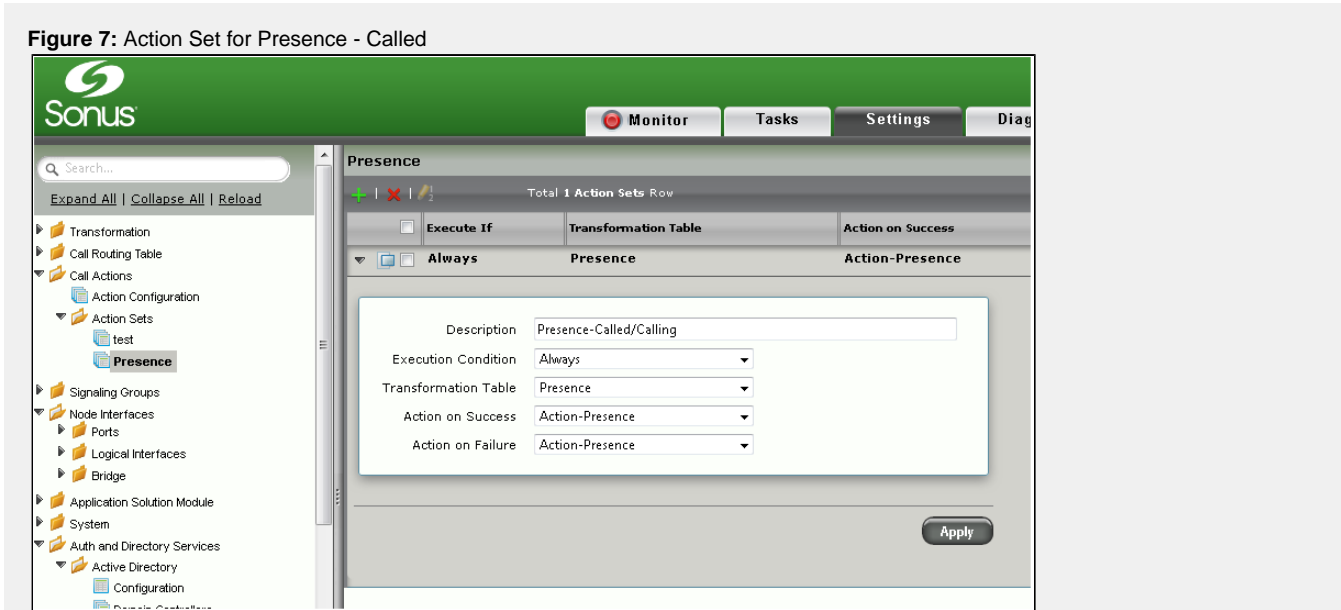 Figure 7: Action Set for Presence - Called
Sonus
Monitor
Tasks
Settings
Diag
Search...
Expand All | Collapse All | Reload
Transformation
Call Routing Table
Call Actions
Action Configuration
Action Sets
test
Presence
Signaling Groups
Node Interfaces
Ports
Logical Interfaces
Bridge
Application Solution Module
System
Auth and Directory Services
Active Directory
Configuration
Domain Controllers
Presence
Total 1 Action Sets Row
Execute If Transformation Table Action on Success
Always Presence Action-Presence
Description Presence-Called/Calling
Execution Condition Always
Transformation Table Presence
Action on Success Action-Presence
Action on Failure Action-Presence
Apply